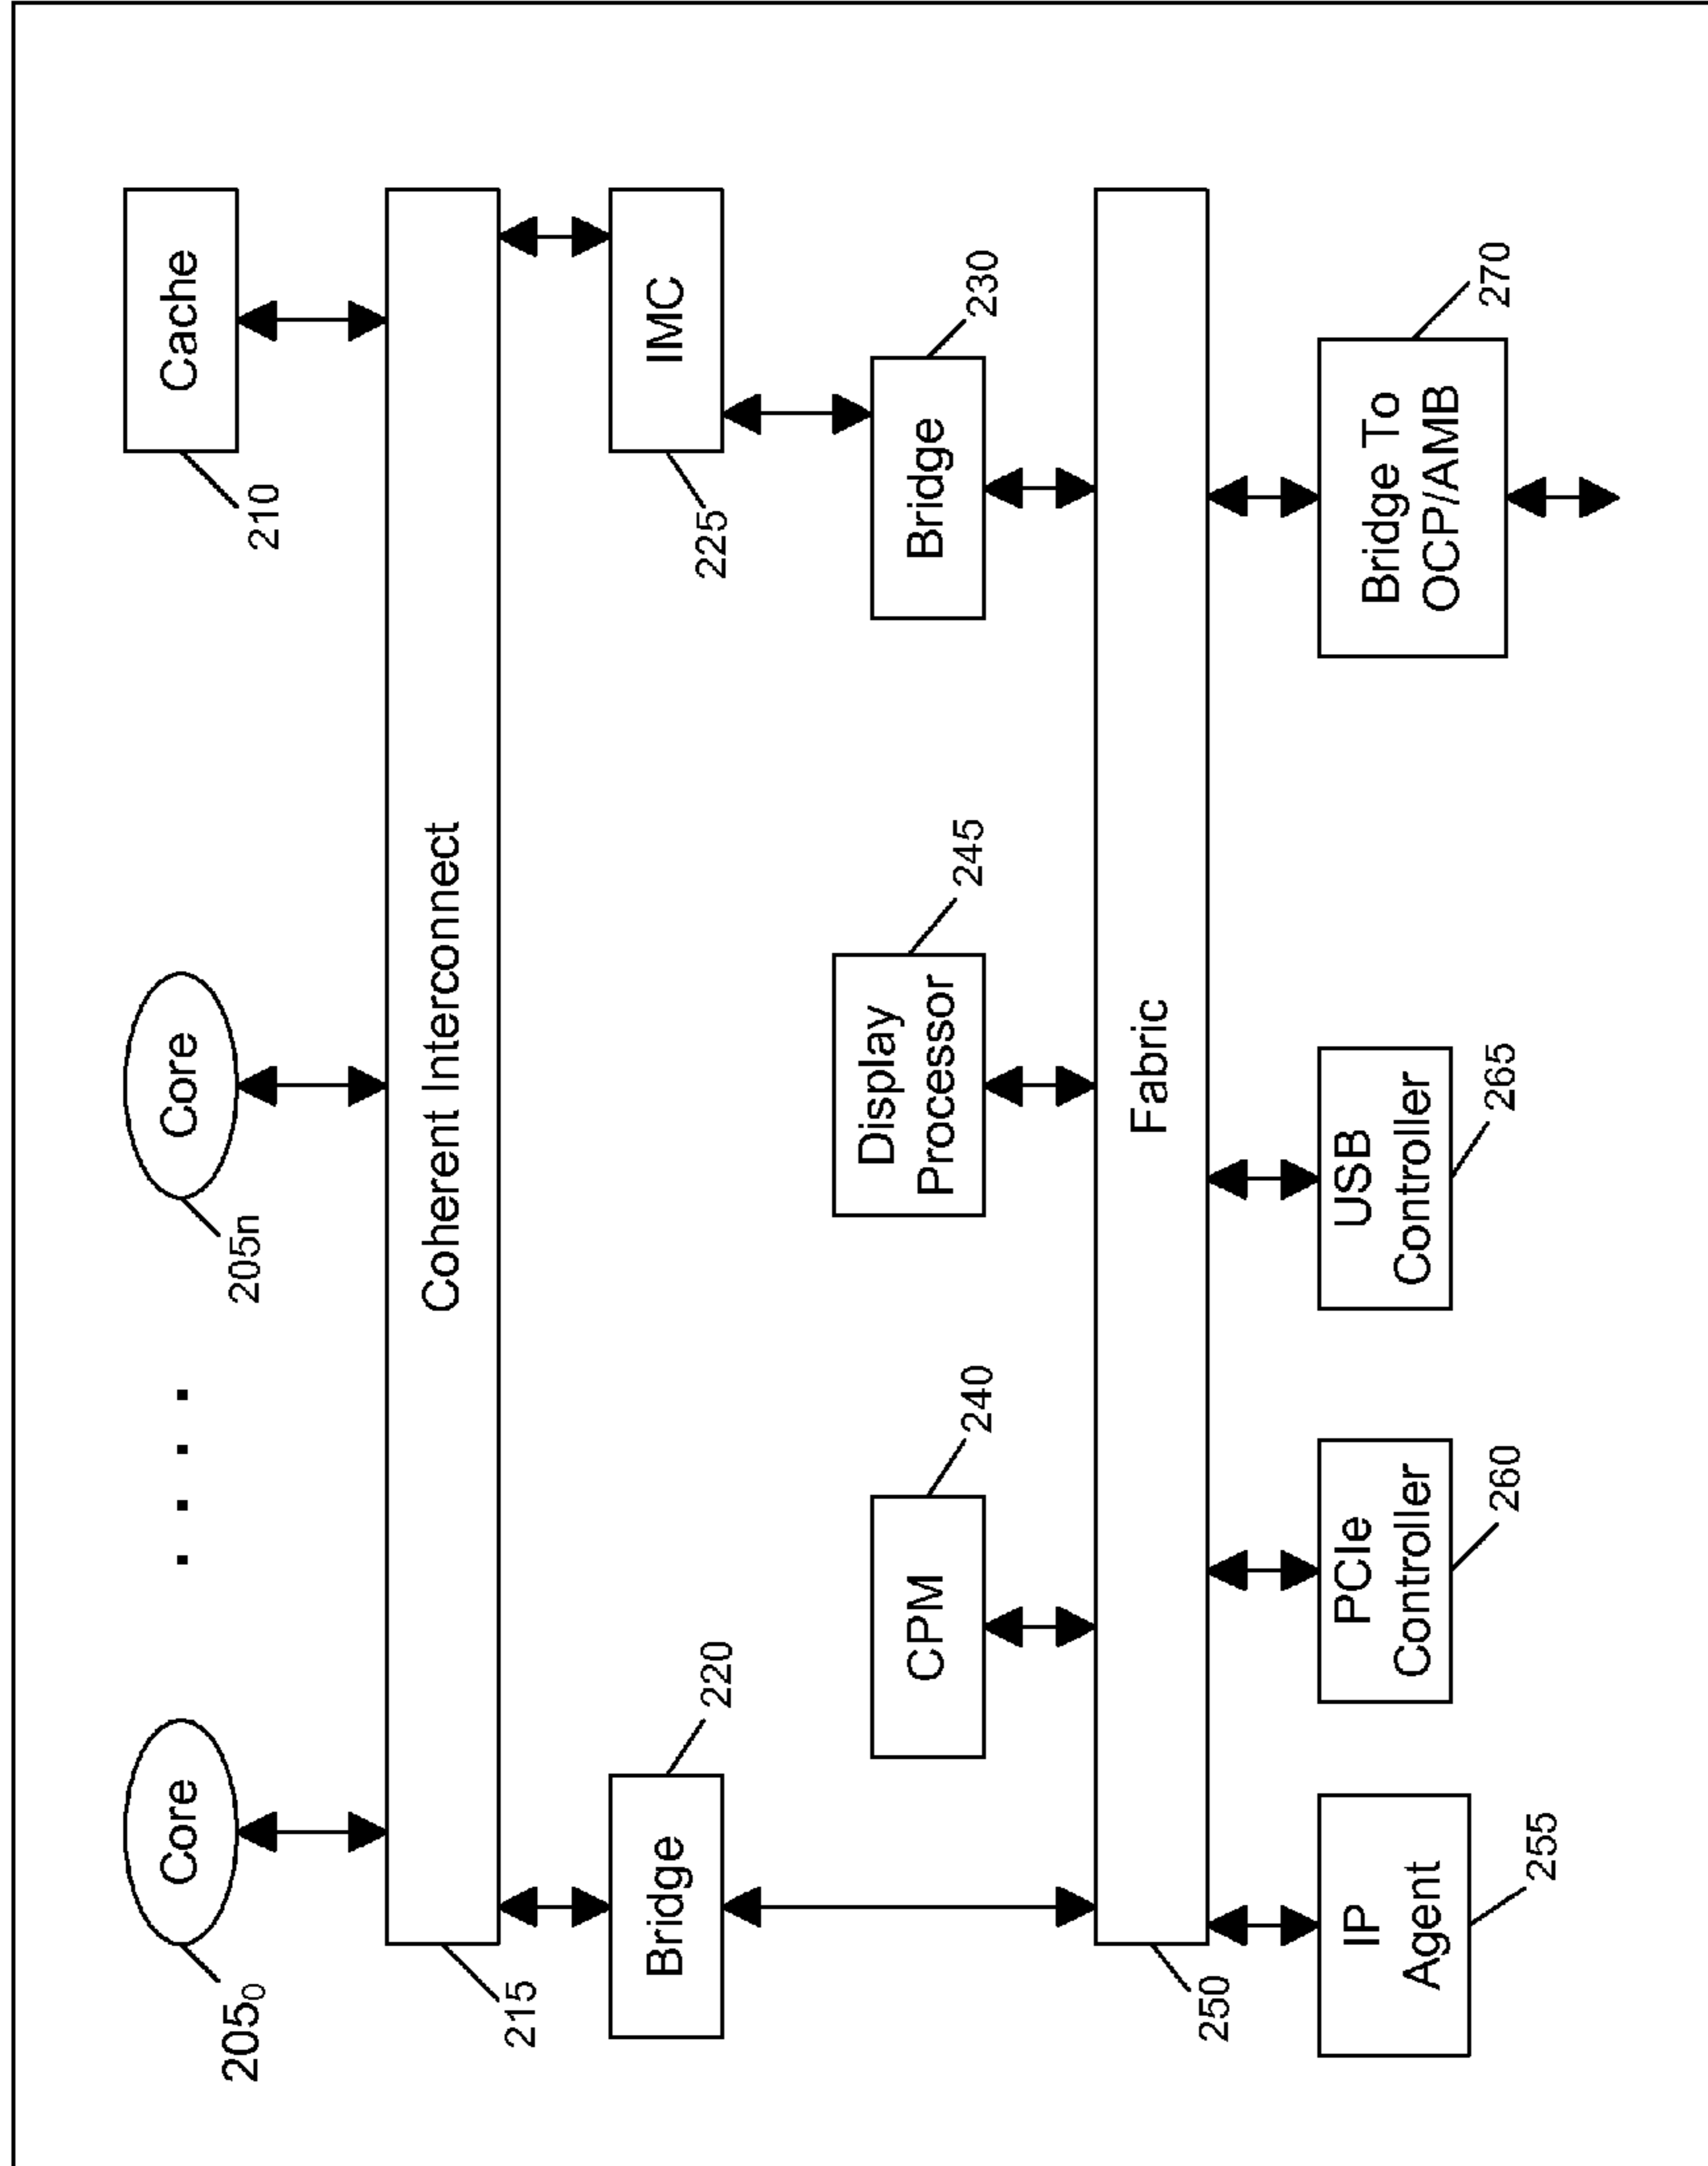 Core
. . . .
Core
Cache
205₀
205n
210
Coherent Interconnect
215
Bridge
220
IMC
225
CPM
240
Display
Processor
245
Bridge
230
Fabric
250
IP
Agent
255
PCIe
Controller
260
USB
Controller
265
Bridge To
OCP/AMB
270